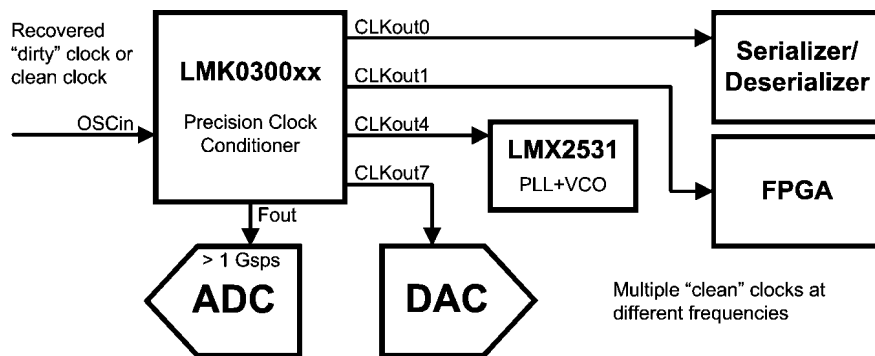 Recovered
“dirty” clock or
clean clock
OSCin
LMK0300xx
Precision Clock
Conditioner
CLKout0
CLKout1
CLKout4
CLKout7
Fout
Serializer/
Deserializer
LMX2531
PLL+VCO
FPGA
> 1 Gsps
ADC
DAC
Multiple “clean” clocks at
different frequencies